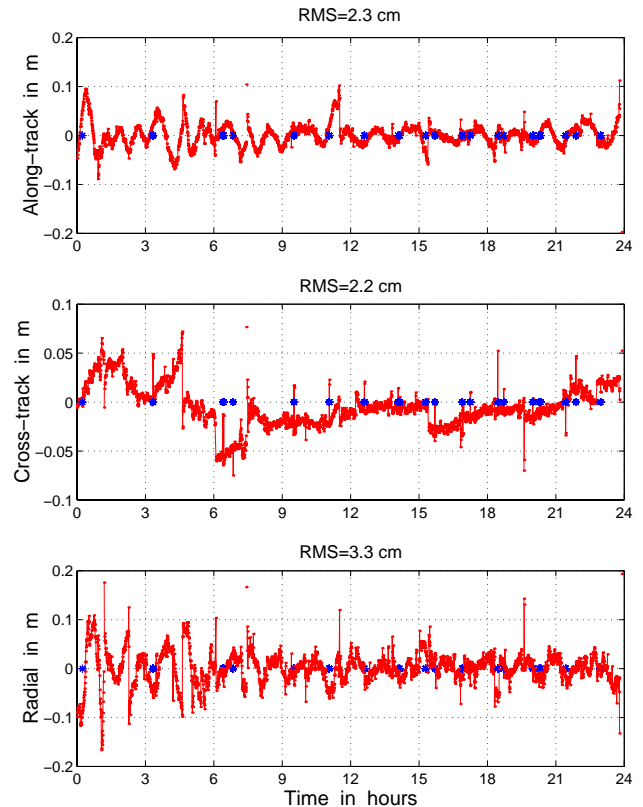 RMS=2.3 cm
Along−track in m
0.2
0.1
0
−0.1
−0.2
0 3 6 9 12 15 18 21 24
RMS=2.2 cm
Cross−track in m
0.1
0.05
0
−0.05
−0.1
0 3 6 9 12 15 18 21 24
RMS=3.3 cm
Radial in m
0.2
0.1
0
−0.1
−0.2
0 3 6 9 12 15 18 21 24
Time in hours